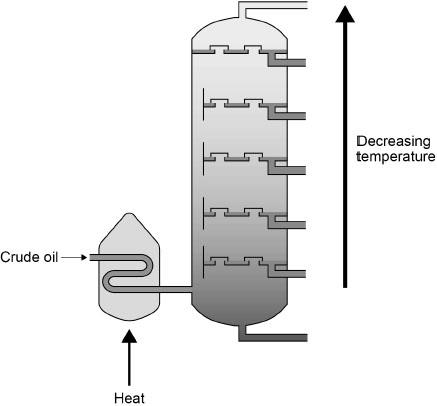 Decreasing
temperature
Crude oil
Heat